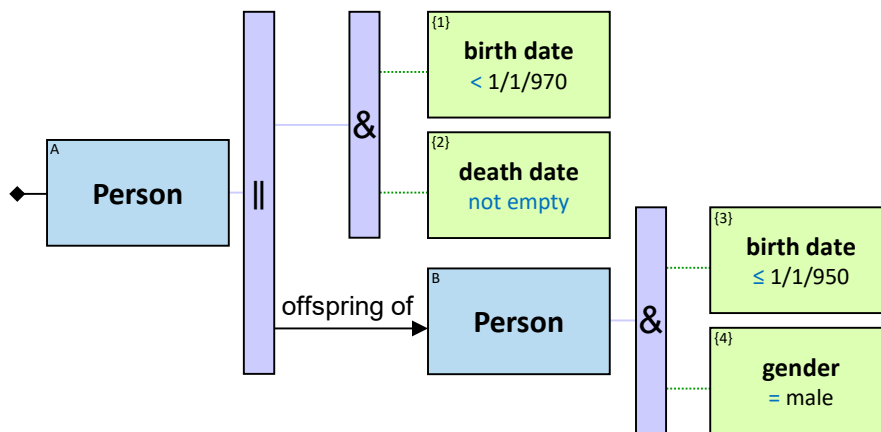 {1}
birth date
< 1/1/970
A
Person
||
&
{2}
death date
not empty
offspring of
B
Person
&
{3}
birth date
≤ 1/1/950
{4}
gender
= male